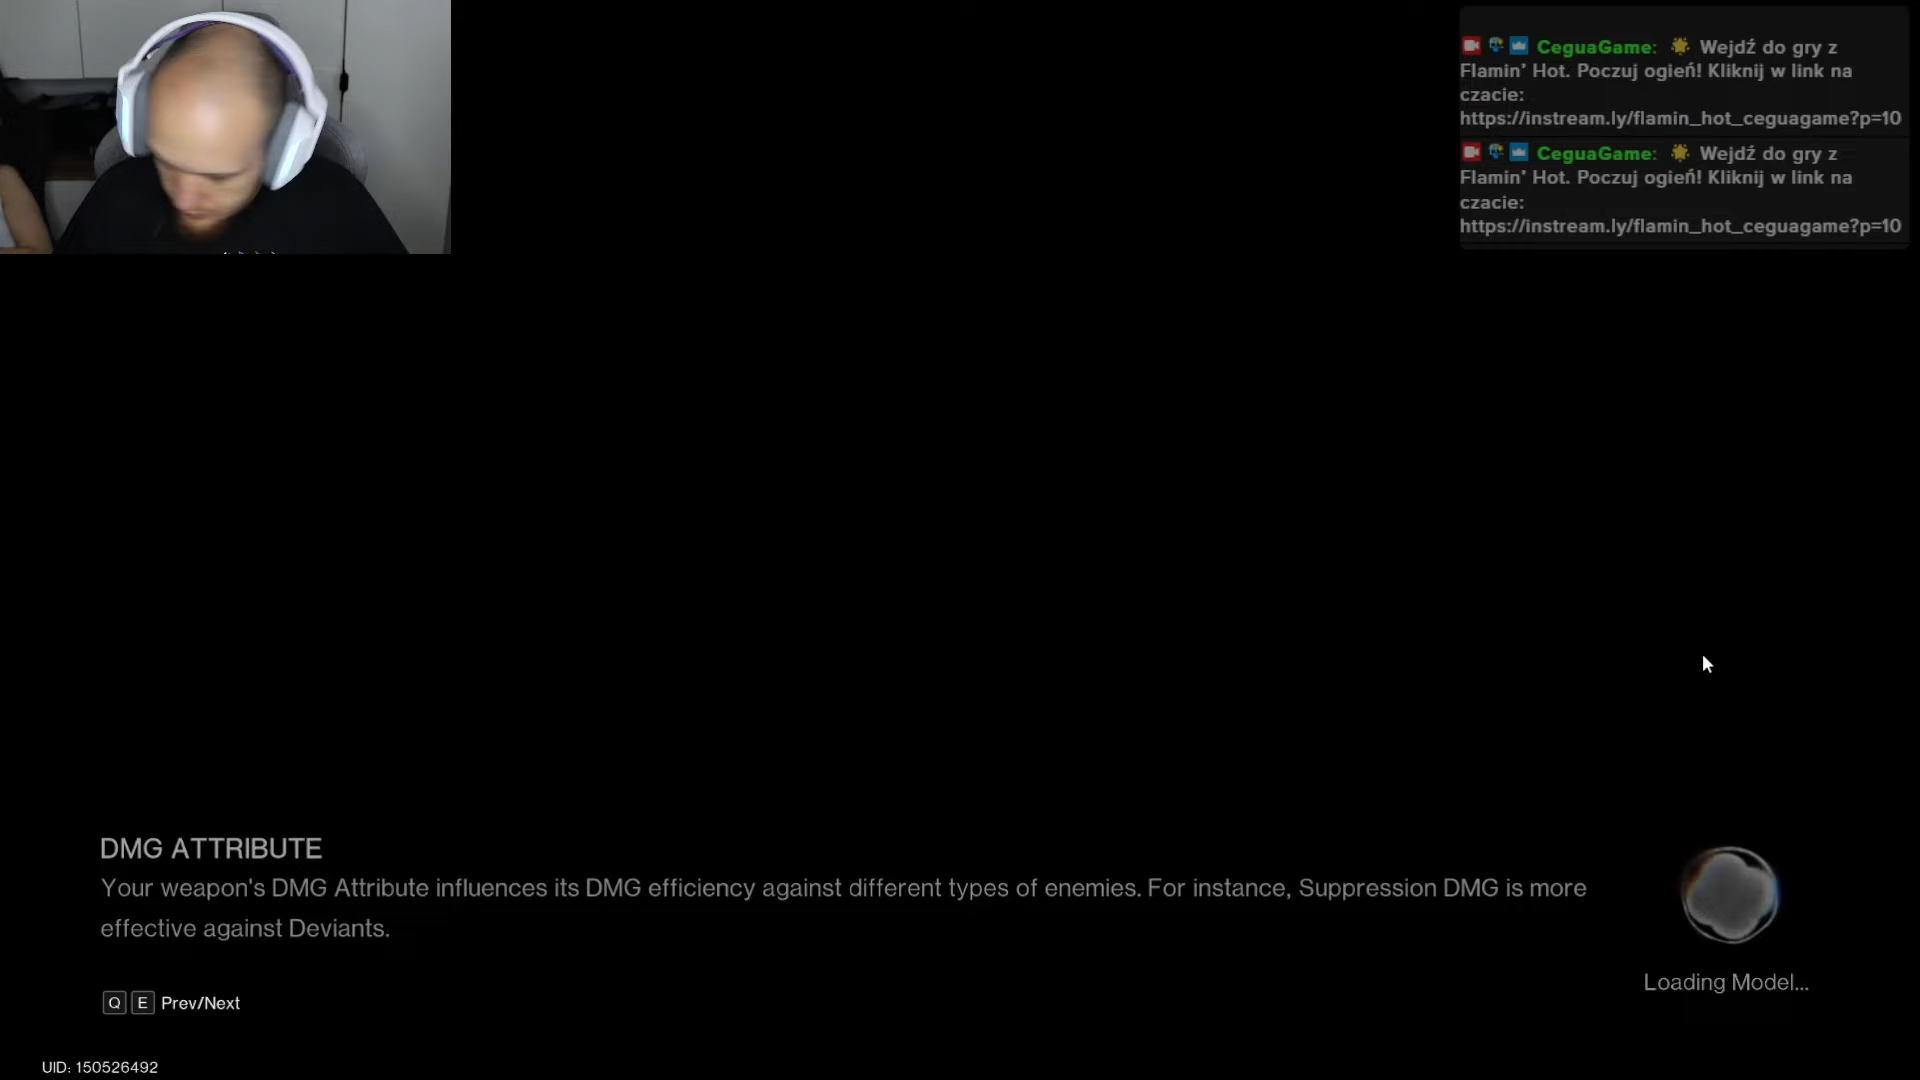 CeguaGame: Wejdź do gry z
Flamin' Hot. Poczuj ogień! Kliknij w link na
czacie:
https://instream.ly/flamin_hot_ceguagame?p=10
CeguaGame: Wejdź do gry z
Flamin' Hot. Poczuj ogień! Kliknij w link na
czacie:
https://instream.ly/flamin_hot_ceguagame?p=10
DMG ATTRIBUTE
Your weapon's DMG Attribute influences its DMG efficiency against different types of enemies. For instance, Suppression DMG is more
effective against Deviants.
Loading Model...
Q E Prev/Next
UID: 150526492